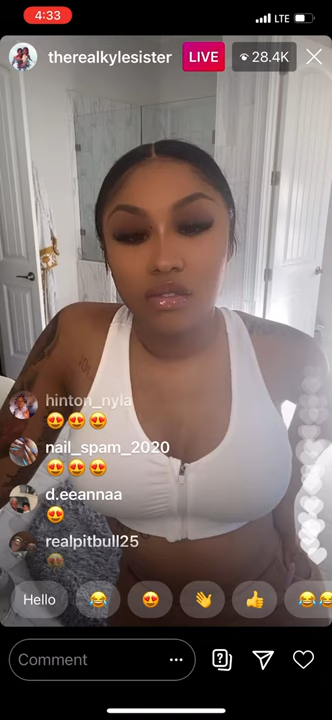 4:33
LTE
therealkylesister
LIVE
28.4K
hinton_nyla
😍😍😍
nail_spam_2020
😍😍😍
d.eeannaa
😍
realpitbull25
😍
Hello 😂 😍 👋 👍 😂😍
Comment